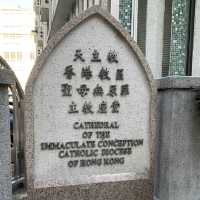 天主教
香港教區
聖母無原罪
主教座堂
CATHEDRAL
OF THE
IMMACULATE CONCEPTION
CATHOLIC DIOCESE
OF HONG KONG